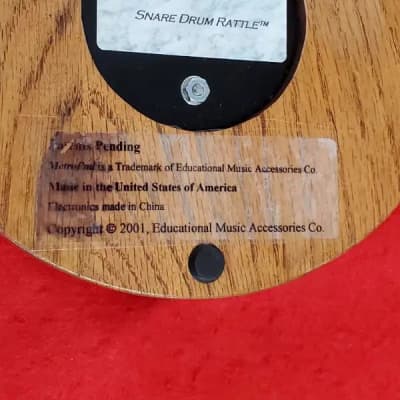 SNARE DRUM RATTLE™
Patents Pending
MetroPad is a Trademark of Educational Music Accessories Co.
Made in the United States of America
Electronics made in China
Copyright © 2001, Educational Music Accessories Co.